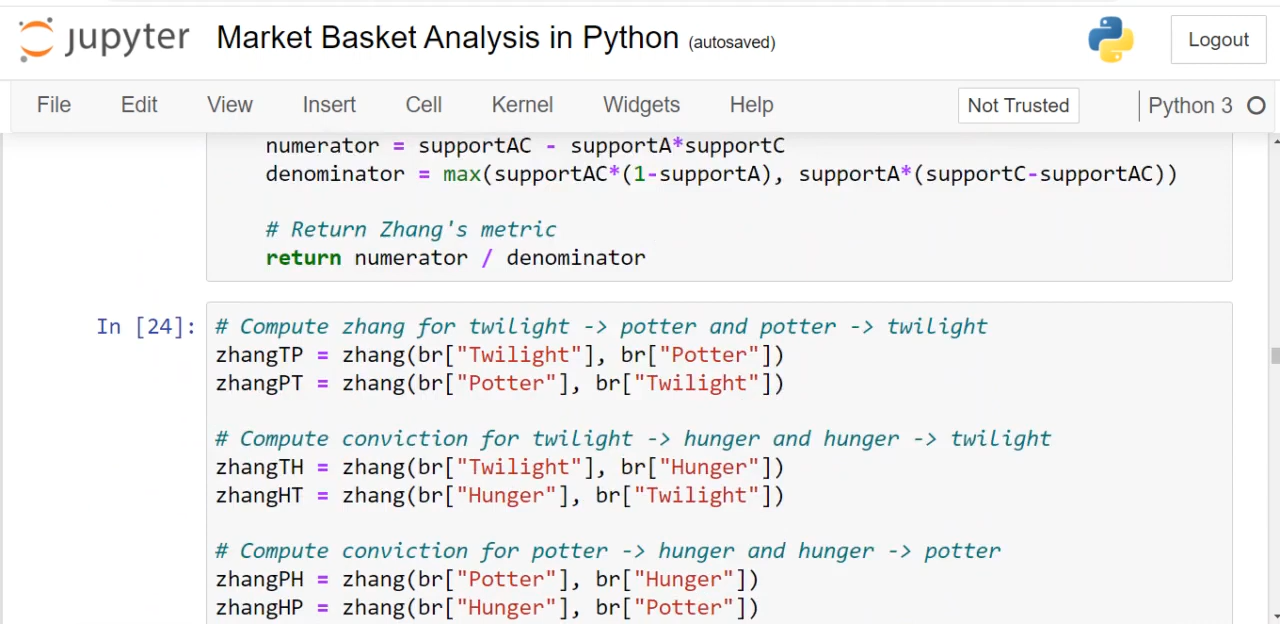 jupyter Market Basket Analysis in Python (autosaved) Logout
File Edit View Insert Cell Kernel Widgets Help Not Trusted Python 3
numerator = supportAC - supportA*supportC
denominator = max(supportAC*(1-supportA), supportA*(supportC-supportAC))
# Return Zhang's metric
return numerator / denominator
In [24]: # Compute zhang for twilight -> potter and potter -> twilight
zhangTP = zhang(br["Twilight"], br["Potter"])
zhangPT = zhang(br["Potter"], br["Twilight"])
# Compute conviction for twilight -> hunger and hunger -> twilight
zhangTH = zhang(br["Twilight"], br["Hunger"])
zhangHT = zhang(br["Hunger"], br["Twilight"])
# Compute conviction for potter -> hunger and hunger -> potter
zhangPH = zhang(br["Potter"], br["Hunger"])
zhangHP = zhang(br["Hunger"], br["Potter"])